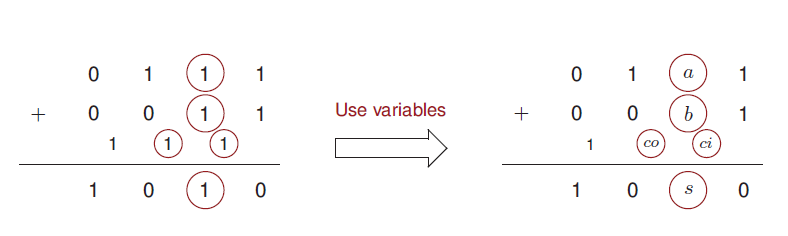 0 1 1 1 0 1 a 1
Use variables
+ 0 0 1 1 + 0 0 b 1
1 1 1 1 co ci
1 0 1 0 1 0 s 0